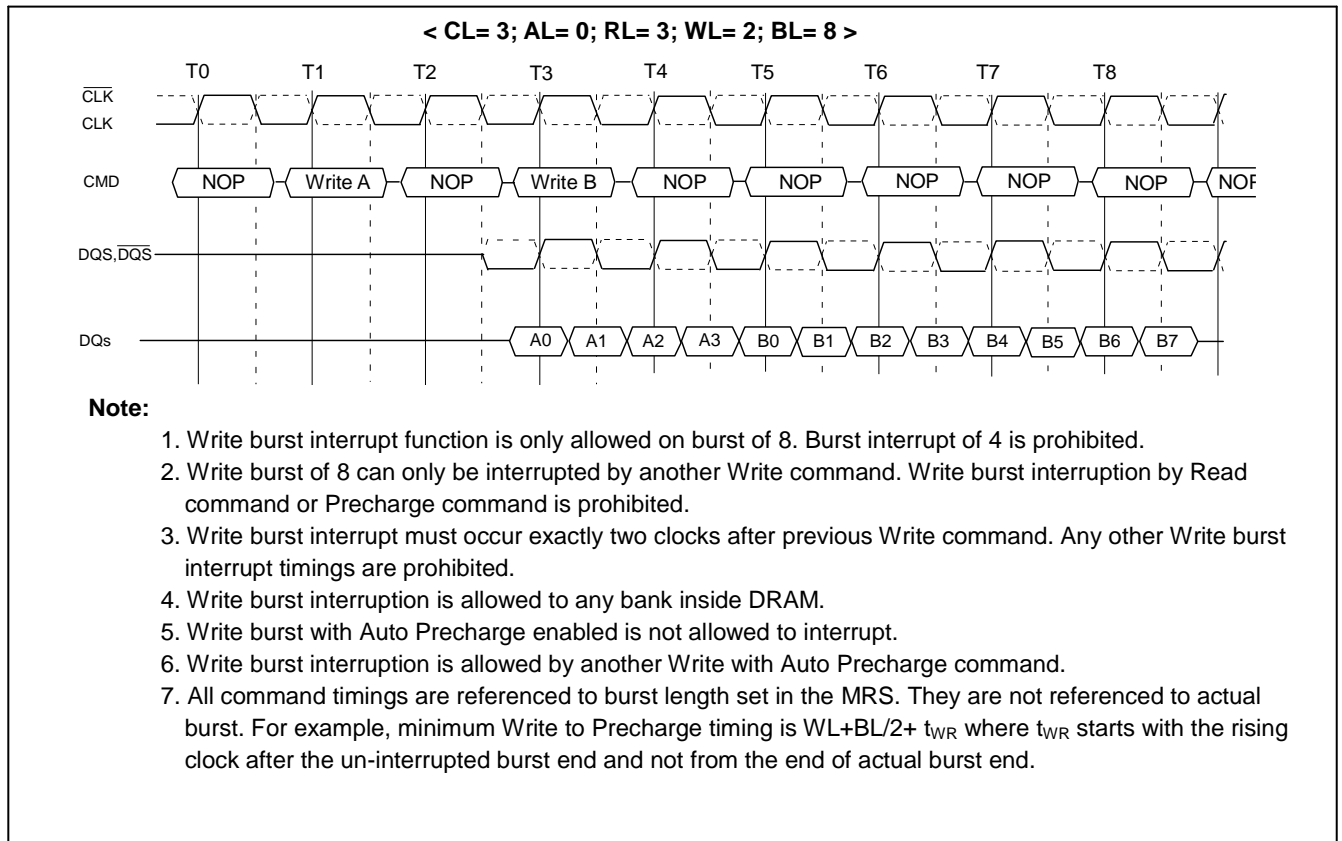 < CL= 3; AL= 0; RL= 3; WL= 2; BL= 8 >
T0 T1 T2 T3 T4 T5 T6 T7 T8
CLK
CLK
CMD NOP Write A NOP Write B NOP NOP NOP NOP NOP NOP
DQS,DQS
DQs A0 A1 A2 A3 B0 B1 B2 B3 B4 B5 B6 B7
Note:
1. Write burst interrupt function is only allowed on burst of 8. Burst interrupt of 4 is prohibited.
2. Write burst of 8 can only be interrupted by another Write command. Write burst interruption by Read
command or Precharge command is prohibited.
3. Write burst interrupt must occur exactly two clocks after previous Write command. Any other Write burst
interrupt timings are prohibited.
4. Write burst interruption is allowed to any bank inside DRAM.
5. Write burst with Auto Precharge enabled is not allowed to interrupt.
6. Write burst interruption is allowed by another Write with Auto Precharge command.
7. All command timings are referenced to burst length set in the MRS. They are not referenced to actual
burst. For example, minimum Write to Precharge timing is WL+BL/2+ tWR where tWR starts with the rising
clock after the un-interrupted burst end and not from the end of actual burst end.